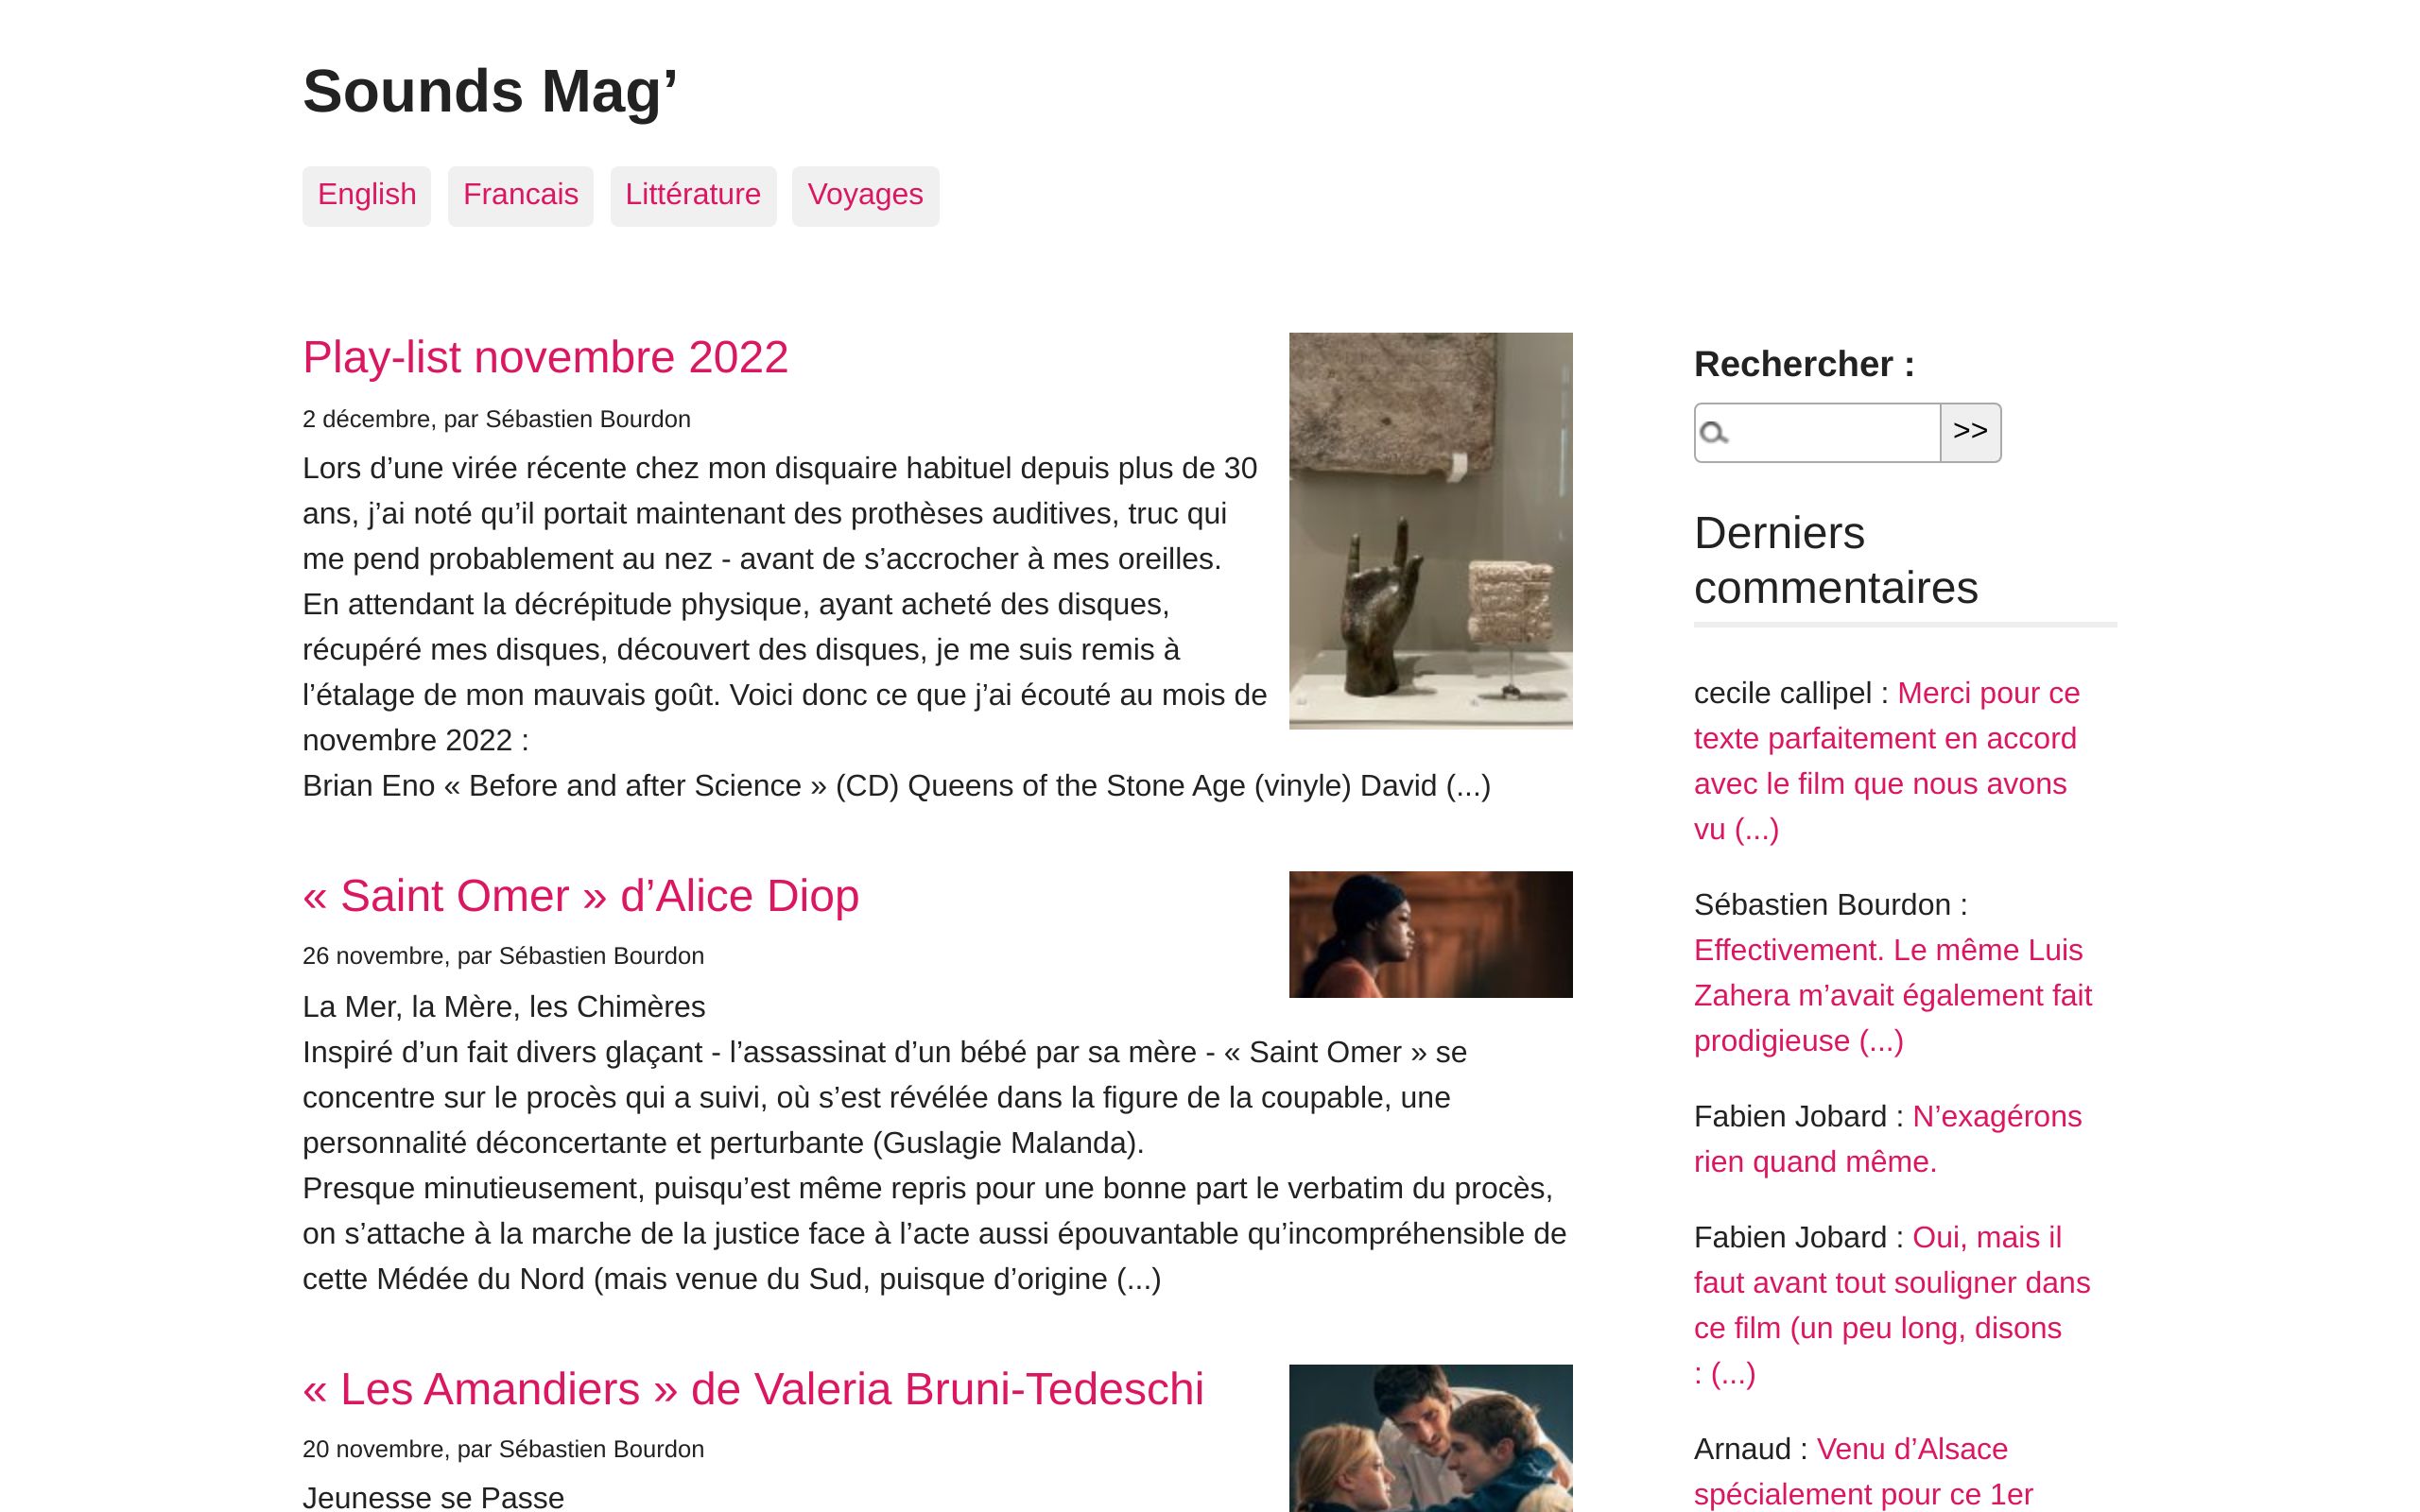 Sounds Mag’
English Francais Littérature Voyages
Play-list novembre 2022
2 décembre, par Sébastien Bourdon
Lors d’une virée récente chez mon disquaire habituel depuis plus de 30
ans, j’ai noté qu’il portait maintenant des prothèses auditives, truc qui
me pend probablement au nez - avant de s’accrocher à mes oreilles.
En attendant la décrépitude physique, ayant acheté des disques,
récupéré mes disques, découvert des disques, je me suis remis à
l’étalage de mon mauvais goût. Voici donc ce que j’ai écouté au mois de
novembre 2022 :
Brian Eno « Before and after Science » (CD) Queens of the Stone Age (vinyle) David (...)
« Saint Omer » d’Alice Diop
26 novembre, par Sébastien Bourdon
La Mer, la Mère, les Chimères
Inspiré d’un fait divers glaçant - l’assassinat d’un bébé par sa mère - « Saint Omer » se
concentre sur le procès qui a suivi, où s’est révélée dans la figure de la coupable, une
personnalité déconcertante et perturbante (Guslagie Malanda).
Presque minutieusement, puisqu’est même repris pour une bonne part le verbatim du procès,
on s’attache à la marche de la justice face à l’acte aussi épouvantable qu’incompréhensible de
cette Médée du Nord (mais venue du Sud, puisque d’origine (...)
« Les Amandiers » de Valeria Bruni-Tedeschi
20 novembre, par Sébastien Bourdon
Jeunesse se Passe
Rechercher :
>>
Derniers
commentaires
cecile callipel : Merci pour ce
texte parfaitement en accord
avec le film que nous avons
vu (...)
Sébastien Bourdon :
Effectivement. Le même Luis
Zahera m’avait également fait
prodigieuse (...)
Fabien Jobard : N’exagérons
rien quand même.
Fabien Jobard : Oui, mais il
faut avant tout souligner dans
ce film (un peu long, disons
: (...)
Arnaud : Venu d’Alsace
spécialement pour ce 1er